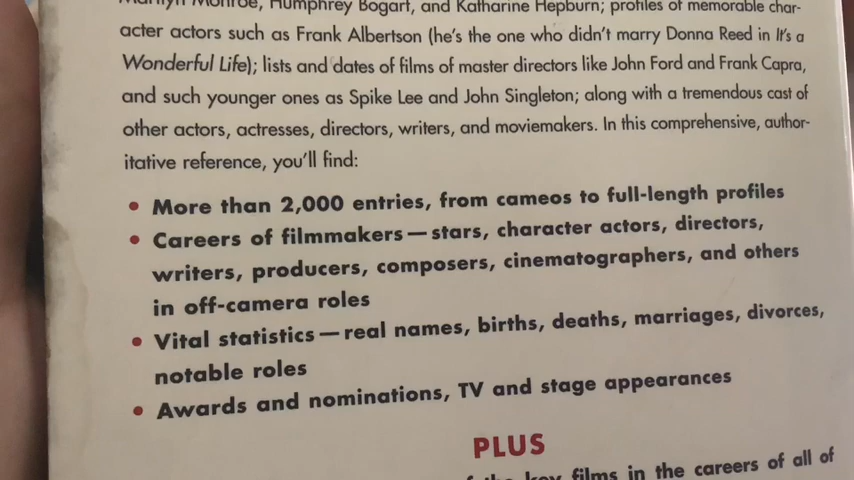 Marilyn Monroe, Humphrey Bogart, and Katharine Hepburn; profiles of memorable char-
acter actors such as Frank Albertson (he's the one who didn't marry Donna Reed in It's a
Wonderful Life); lists and dates of films of master directors like John Ford and Frank Capra,
and such younger ones as Spike Lee and John Singleton; along with a tremendous cast of
other actors, actresses, directors, writers, and moviemakers. In this comprehensive, author-
itative reference, you'll find:
• More than 2,000 entries, from cameos to full-length profiles
• Careers of filmmakers — stars, character actors, directors,
writers, producers, composers, cinematographers, and others
in off-camera roles
• Vital statistics — real names, births, deaths, marriages, divorces,
notable roles
• Awards and nominations, TV and stage appearances
PLUS
the key films in the careers of all of